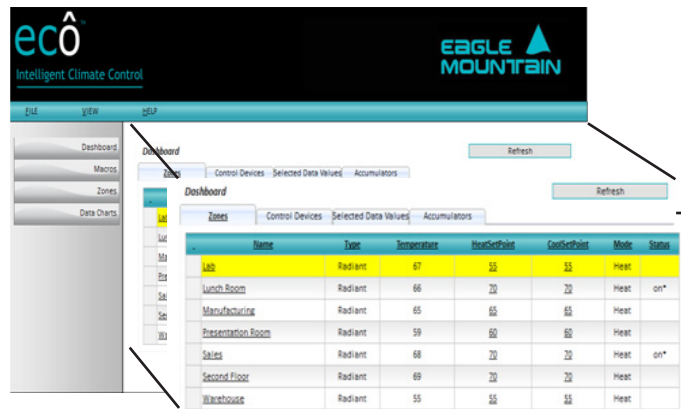 ecô™
Intelligent Climate Control
EAGLE
MOUNTAIN
FILE VIEW HELP
Dashboard
Macros
Zones
Data Charts
Dashboard Refresh
Zones Control Devices Selected Data Values Accumulators
Dashboard Refresh
Zones Control Devices Selected Data Values Accumulators
Name Type Temperature HeatSetPoint CoolSetPoint Mode Status
Lab Radiant 67 55 55 Heat
Lunch Room Radiant 66 70 70 Heat on*
Manufacturing Radiant 65 65 65 Heat
Presentation Room Radiant 59 60 60 Heat
Sales Radiant 68 70 70 Heat on*
Second Floor Radiant 69 70 70 Heat
Warehouse Radiant 55 55 55 Heat